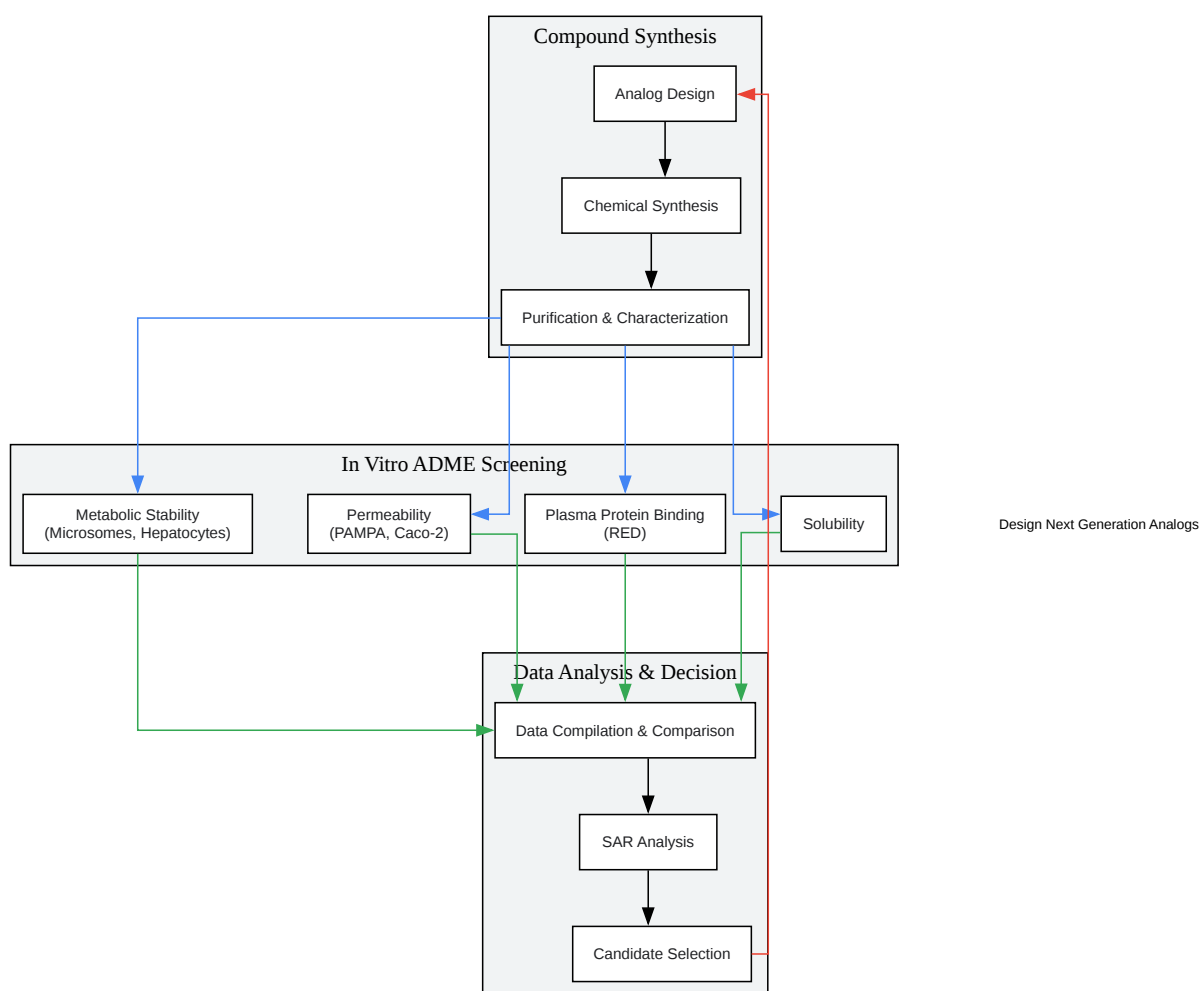 Compound Synthesis
Analog Design
Chemical Synthesis
Purification & Characterization
In Vitro ADME Screening
Metabolic Stability
(Microsomes, Hepatocytes)
Permeability
(PAMPA, Caco-2)
Plasma Protein Binding
(RED)
Solubility
Design Next Generation Analogs
Data Analysis & Decision
Data Compilation & Comparison
SAR Analysis
Candidate Selection